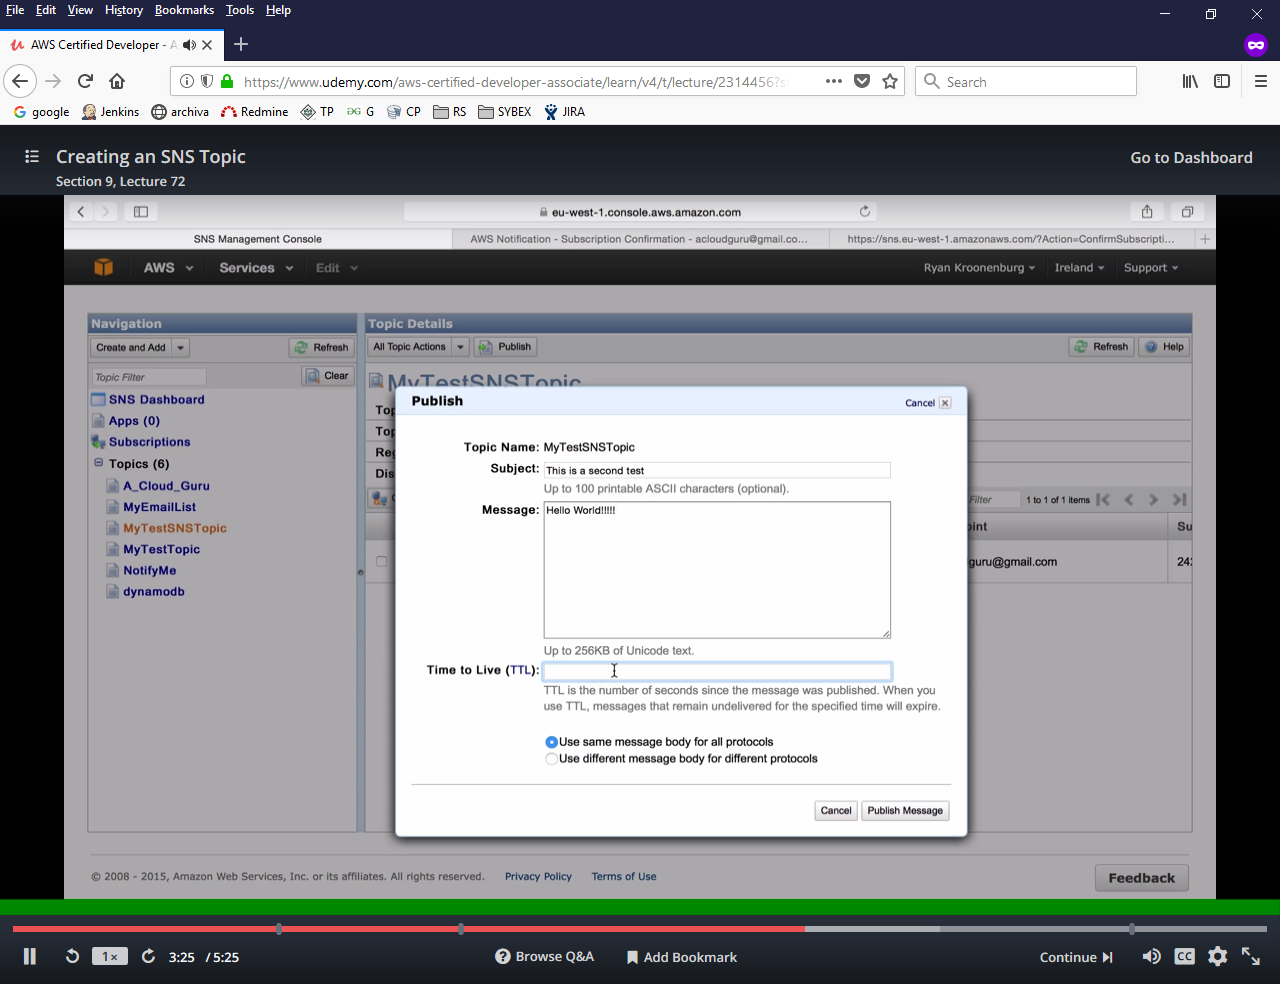 File Edit View History Bookmarks Tools Help
AWS Certified Developer - A
https://www.udemy.com/aws-certified-developer-associate/learn/v4/t/lecture/2314456?s
Search
google Jenkins archiva Redmine TP G CP RS SYBEX JIRA
Creating an SNS Topic
Go to Dashboard
Section 9, Lecture 72
eu-west-1.console.aws.amazon.com
SNS Management Console
AWS Notification - Subscription Confirmation - acloudguru@gmail.co...
https://sns.eu-west-1.amazonaws.com/?Action=ConfirmSubscripti...
AWS Services Edit
Ryan Kroonenburg Ireland Support
Navigation
Topic Details
Create and Add Refresh
All Topic Actions Publish
Refresh Help
Topic Filter Clear
MyTestSNSTopic
SNS Dashboard
Apps (0)
Subscriptions
Topics (6)
A_Cloud_Guru
MyEmailList
MyTestSNSTopic
MyTestTopic
NotifyMe
dynamodb
Top
Top
Reg
Dis
Filter 1 to 1 of 1 items
int Su
guru@gmail.com 24
Publish
Cancel
Topic Name: MyTestSNSTopic
Subject: This is a second test
Up to 100 printable ASCII characters (optional).
Message: Hello World!!!!!
Up to 256KB of Unicode text.
Time to Live (TTL):
TTL is the number of seconds since the message was published. When you
use TTL, messages that remain undelivered for the specified time will expire.
Use same message body for all protocols
Use different message body for different protocols
Cancel Publish Message
© 2008 - 2015, Amazon Web Services, Inc. or its affiliates. All rights reserved. Privacy Policy Terms of Use
Feedback
1x 3:25 / 5:25
Browse Q&A
Add Bookmark
Continue
CC